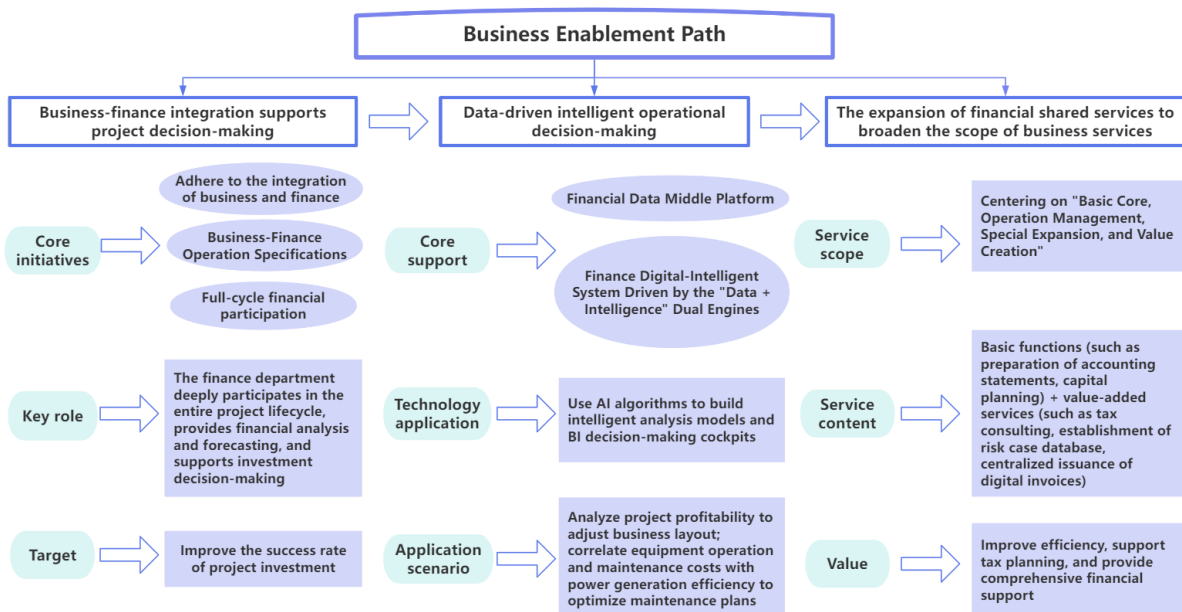 Business Enablement Path
Business-finance integration supports
project decision-making
Data-driven intelligent operational
decision-making
The expansion of financial shared services to
broaden the scope of business services
Core
initiatives
Adhere to the integration
of business and finance
Business-Finance
Operation Specifications
Full-cycle financial
participation
Key role
The finance department
deeply participates in the
entire project lifecycle,
provides financial analysis
and forecasting, and
supports investment
decision-making
Target
Improve the success rate
of project investment
Core
support
Financial Data Middle Platform
Finance Digital-Intelligent
System Driven by the "Data +
Intelligence" Dual Engines
Technology
application
Use AI algorithms to build
intelligent analysis models and
BI decision-making cockpits
Application
scenario
Analyze project profitability to
adjust business layout;
correlate equipment operation
and maintenance costs with
power generation efficiency to
optimize maintenance plans
Service
scope
Centering on "Basic Core,
Operation Management,
Special Expansion, and Value
Creation"
Service
content
Basic functions (such as
preparation of accounting
statements, capital
planning) + value-added
services (such as tax
consulting, establishment of
risk case database,
centralized issuance of
digital invoices)
Value
Improve efficiency, support
tax planning, and provide
comprehensive financial
support